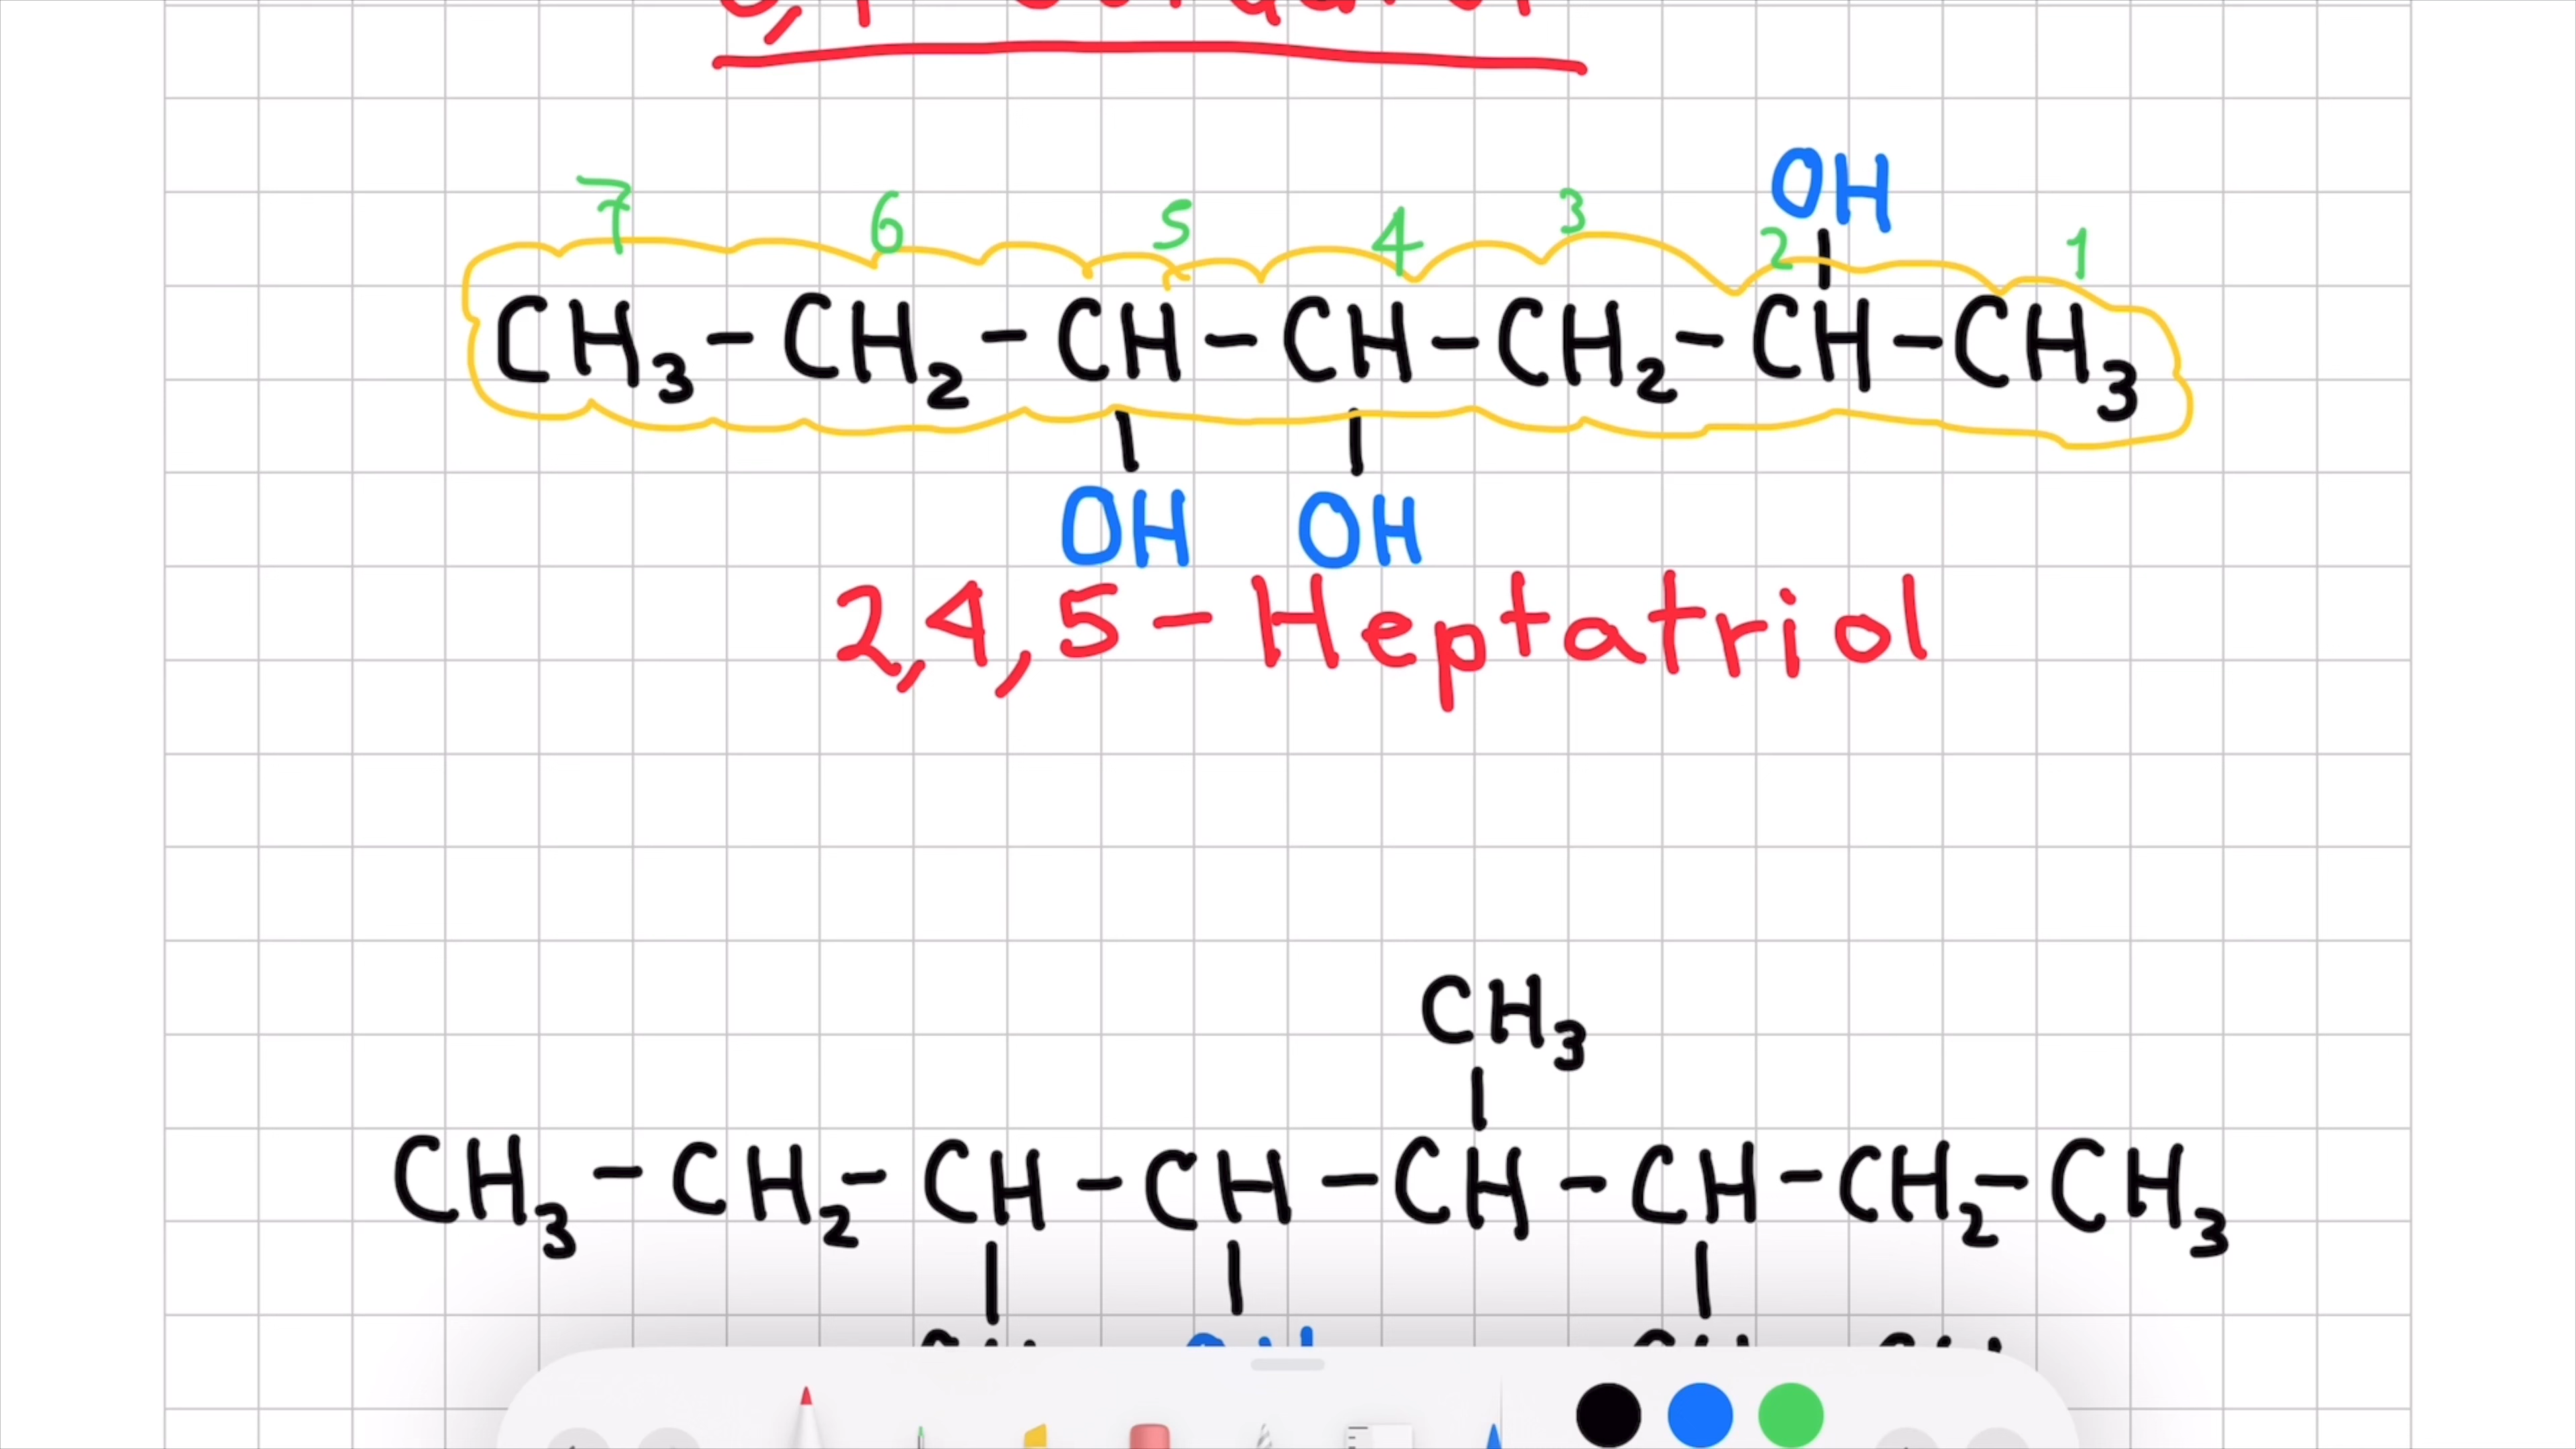 OH
7 6 5 4 3 2 1
CH3-CH2-CH-CH-CH2-CH-CH3
OH OH
2,4,5-Heptatriol
CH3
CH3-CH2-CH-CH-CH-CH-CH2-CH3